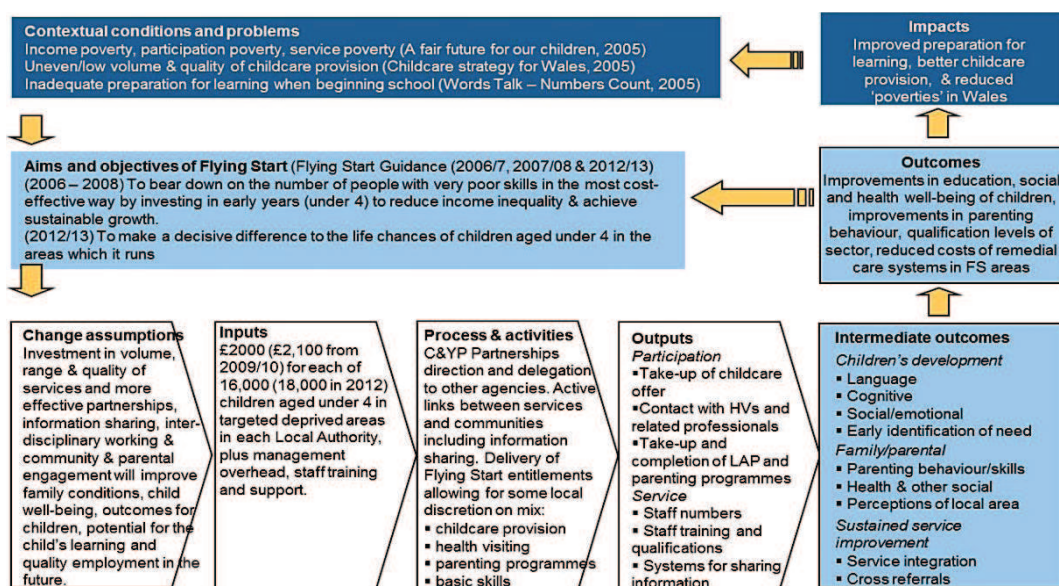 Contextual conditions and problems
Income poverty, participation poverty, service poverty (A fair future for our children, 2005)
Uneven/low volume & quality of childcare provision (Childcare strategy for Wales, 2005)
Inadequate preparation for learning when beginning school (Words Talk – Numbers Count, 2005)
Impacts
Improved preparation for
learning, better childcare
provision, & reduced
'poverties' in Wales
Aims and objectives of Flying Start (Flying Start Guidance (2006/7, 2007/08 & 2012/13)
(2006 – 2008) To bear down on the number of people with very poor skills in the most cost-
effective way by investing in early years (under 4) to reduce income inequality & achieve
sustainable growth.
(2012/13) To make a decisive difference to the life chances of children aged under 4 in the
areas which it runs
Outcomes
Improvements in education, social
and health well-being of children,
improvements in parenting
behaviour, qualification levels of
sector, reduced costs of remedial
care systems in FS areas
Change assumptions
Investment in volume,
range & quality of
services and more
effective partnerships,
information sharing, inter-
disciplinary working &
community & parental
engagement will improve
family conditions, child
well-being, outcomes for
children, potential for the
child's learning and
quality employment in the
future.
Inputs
£2000 (£2,100 from
2009/10) for each of
16,000 (18,000 in 2012)
children aged under 4 in
targeted deprived areas
in each Local Authority,
plus management
overhead, staff training
and support.
Process & activities
C&YP Partnerships
direction and delegation
to other agencies. Active
links between services
and communities
including information
sharing. Delivery of
Flying Start entitlements
allowing for some local
discretion on mix:
▪ childcare provision
▪ health visiting
▪ parenting programmes
▪ basic skills
Outputs
Participation
▪Take-up of childcare
offer
▪Contact with HVs and
related professionals
▪Take-up and
completion of LAP and
parenting programmes
Service
▪ Staff numbers
▪ Staff training and
qualifications
▪ Systems for sharing
information
Intermediate outcomes
Children's development
▪ Language
▪ Cognitive
▪ Social/emotional
▪ Early identification of need
Family/parental
▪ Parenting behaviour/skills
▪ Health & other social
▪ Perceptions of local area
Sustained service
improvement
▪ Service integration
▪ Cross referrals